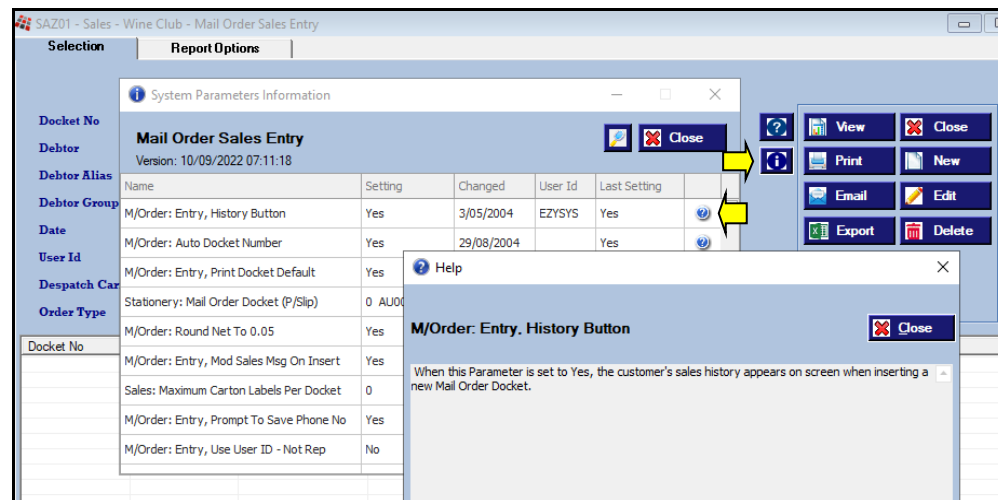 SAZ01 - Sales - Wine Club - Mail Order Sales Entry
Selection Report Options
System Parameters Information
Docket No
Debtor
Debtor Alias
Debtor Group
Date
User Id
Despatch Car
Order Type
Docket No
Mail Order Sales Entry
Version: 10/09/2022 07:11:18
Close
Name Setting Changed User Id Last Setting
M/Order: Entry, History Button Yes 3/05/2004 EZYSYS Yes
M/Order: Auto Docket Number Yes 29/08/2004 Yes
M/Order: Entry, Print Docket Default Yes
Stationery: Mail Order Docket (P/Slip) 0 AU00
M/Order: Round Net To 0.05 Yes
M/Order: Entry, Mod Sales Msg On Insert Yes
Sales: Maximum Carton Labels Per Docket 0
M/Order: Entry, Prompt To Save Phone No Yes
M/Order: Entry, Use User ID - Not Rep No
View Close
Print New
Email Edit
Export Delete
Help
M/Order: Entry, History Button
Close
When this Parameter is set to Yes, the customer's sales history appears on screen when inserting a
new Mail Order Docket.